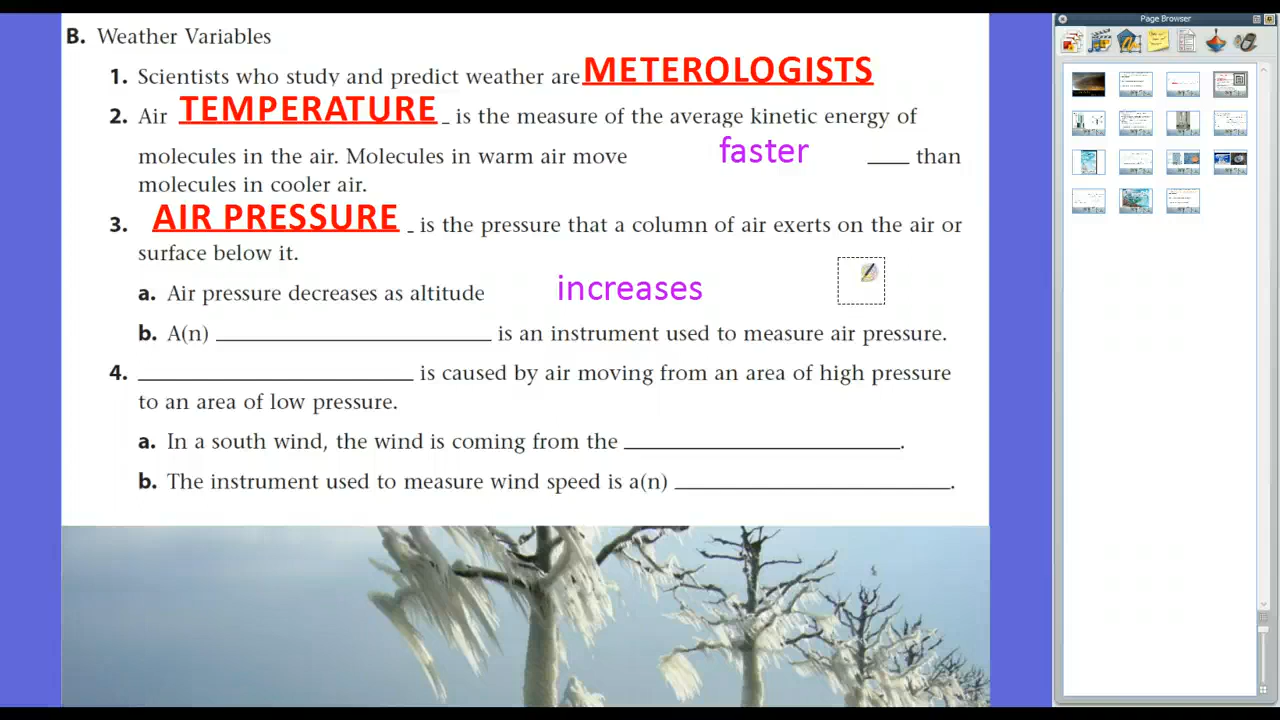 B. Weather Variables
1. Scientists who study and predict weather are METEROLOGISTS
2. Air TEMPERATURE _ is the measure of the average kinetic energy of
molecules in the air. Molecules in warm air move faster ____ than
molecules in cooler air.
3. AIR PRESSURE _ is the pressure that a column of air exerts on the air or
surface below it.
a. Air pressure decreases as altitude increases
b. A(n) __________________________ is an instrument used to measure air pressure.
4. __________________________ is caused by air moving from an area of high pressure
to an area of low pressure.
a. In a south wind, the wind is coming from the __________________________.
b. The instrument used to measure wind speed is a(n) __________________________.
Page Browser